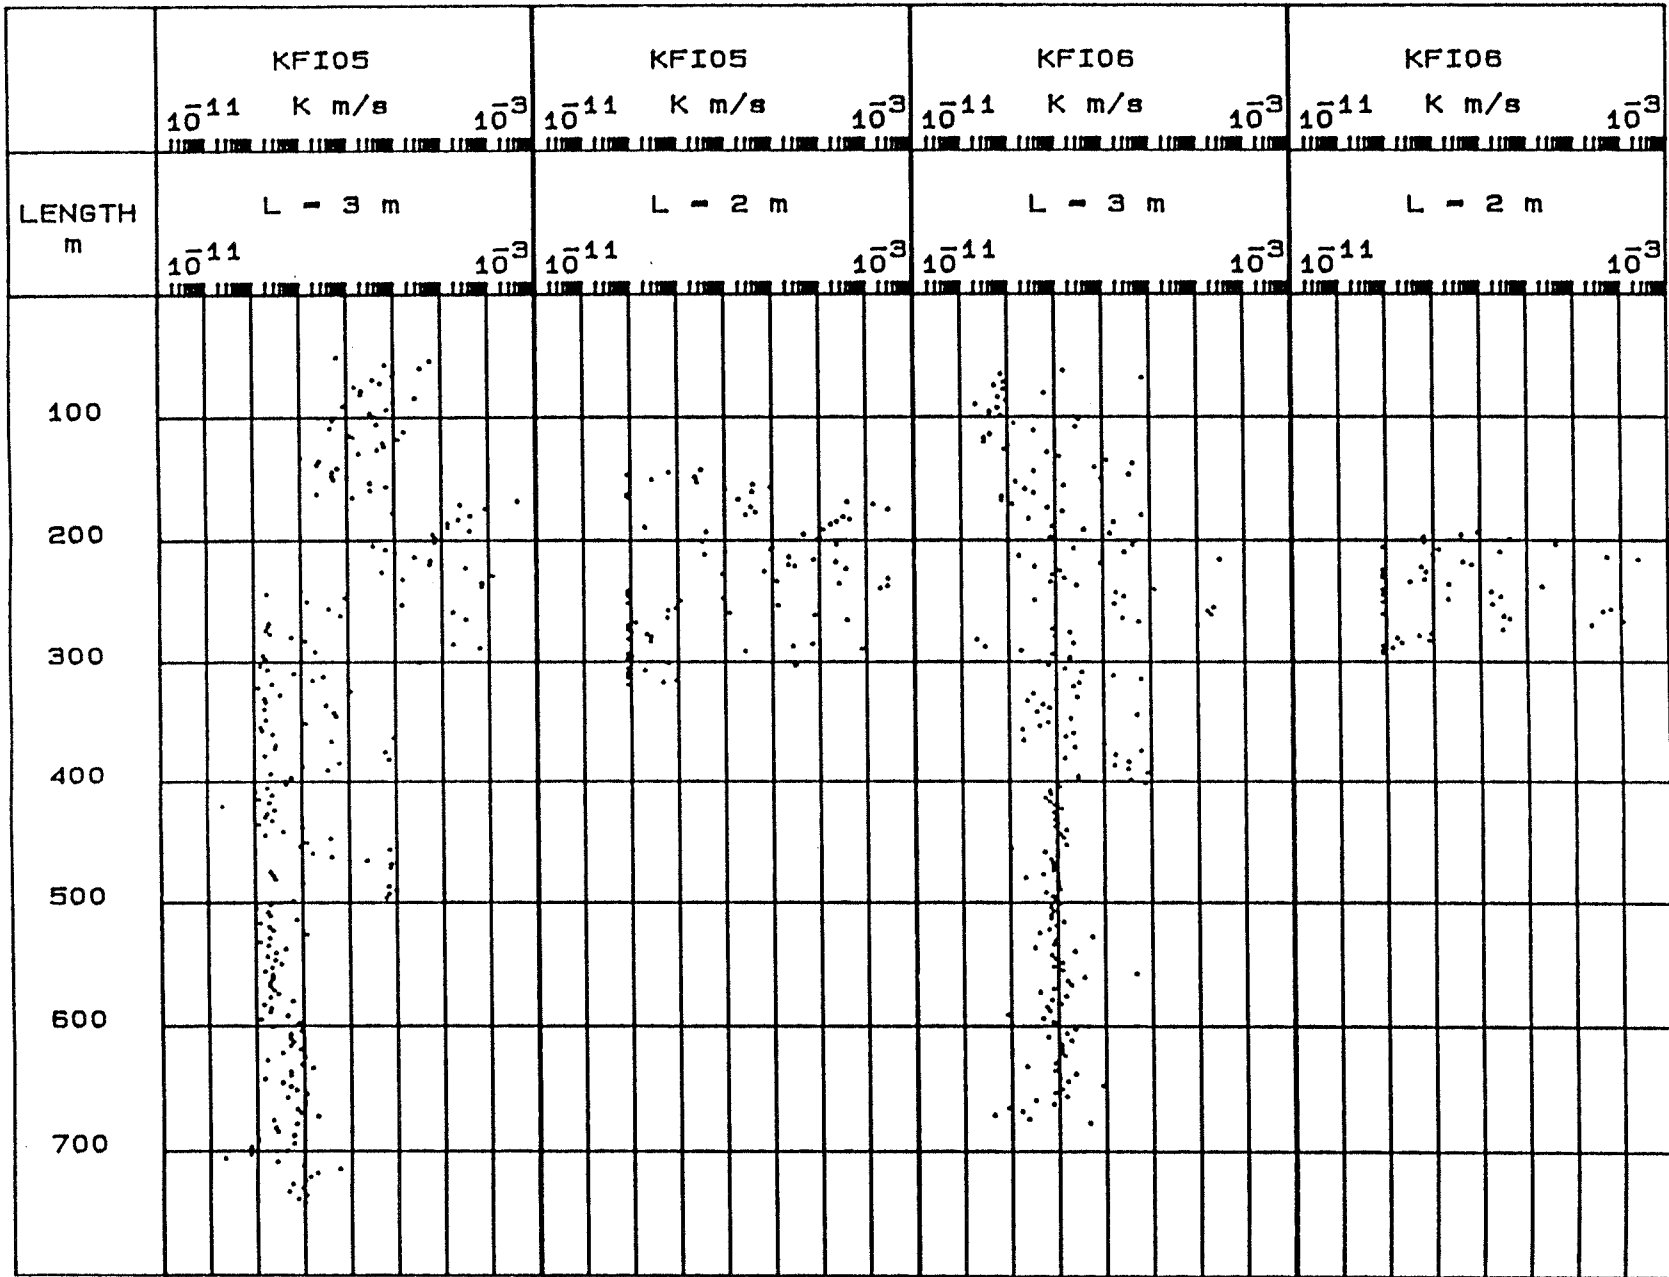 KFI05 KFI05 KFI06 KFI06
10^-11 K m/s 10^-3 10^-11 K m/s 10^-3 10^-11 K m/s 10^-3 10^-11 K m/s 10^-3
LENGTH m
L = 3 m L = 2 m L = 3 m L = 2 m
10^-11 10^-3 10^-11 10^-3 10^-11 10^-3 10^-11 10^-3
100
200
300
400
500
600
700